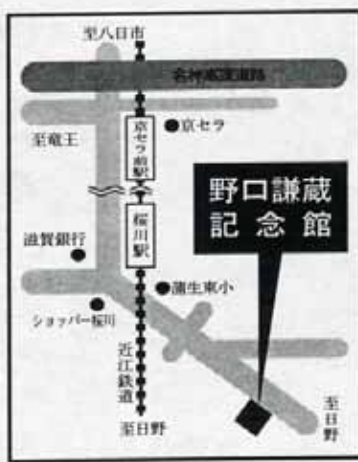 至八日市
名神高速道路
京セラ
京セラ前駅
至竜王
野口謙蔵
記念館
桜川駅
滋賀銀行
蒲生東小
ショッパー桜川
近江鉄道
至日野
至日野